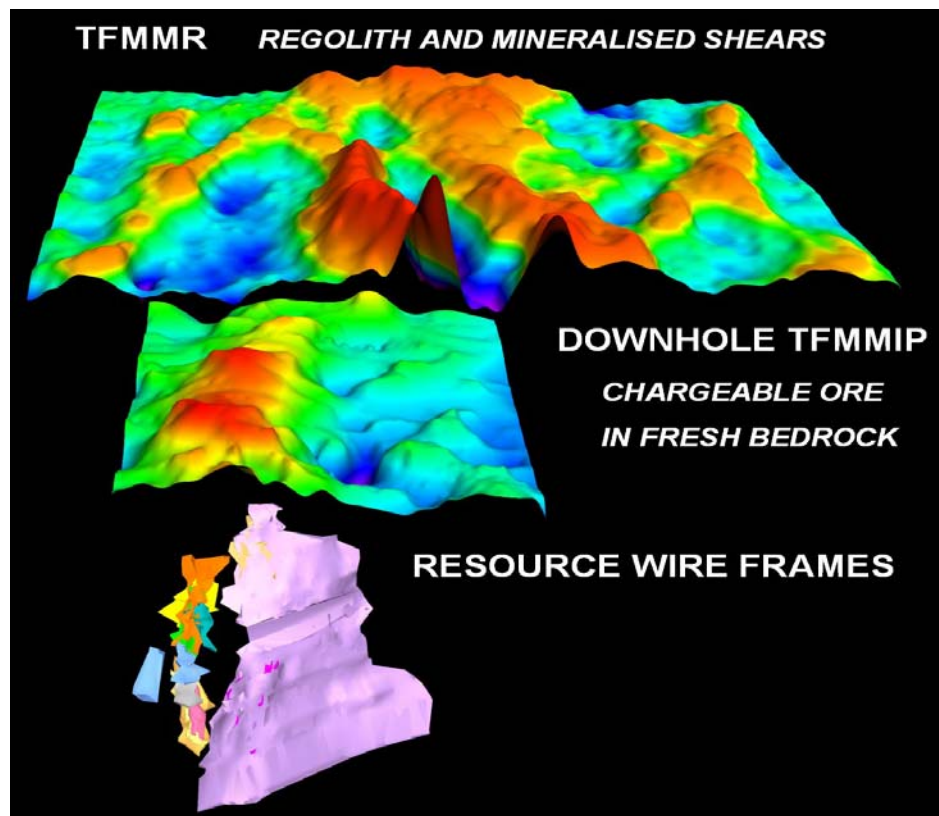 TFMMR REGOLITH AND MINERALISED SHEARS
DOWNHOLE TFMMIP
CHARGEABLE ORE
IN FRESH BEDROCK
RESOURCE WIRE FRAMES